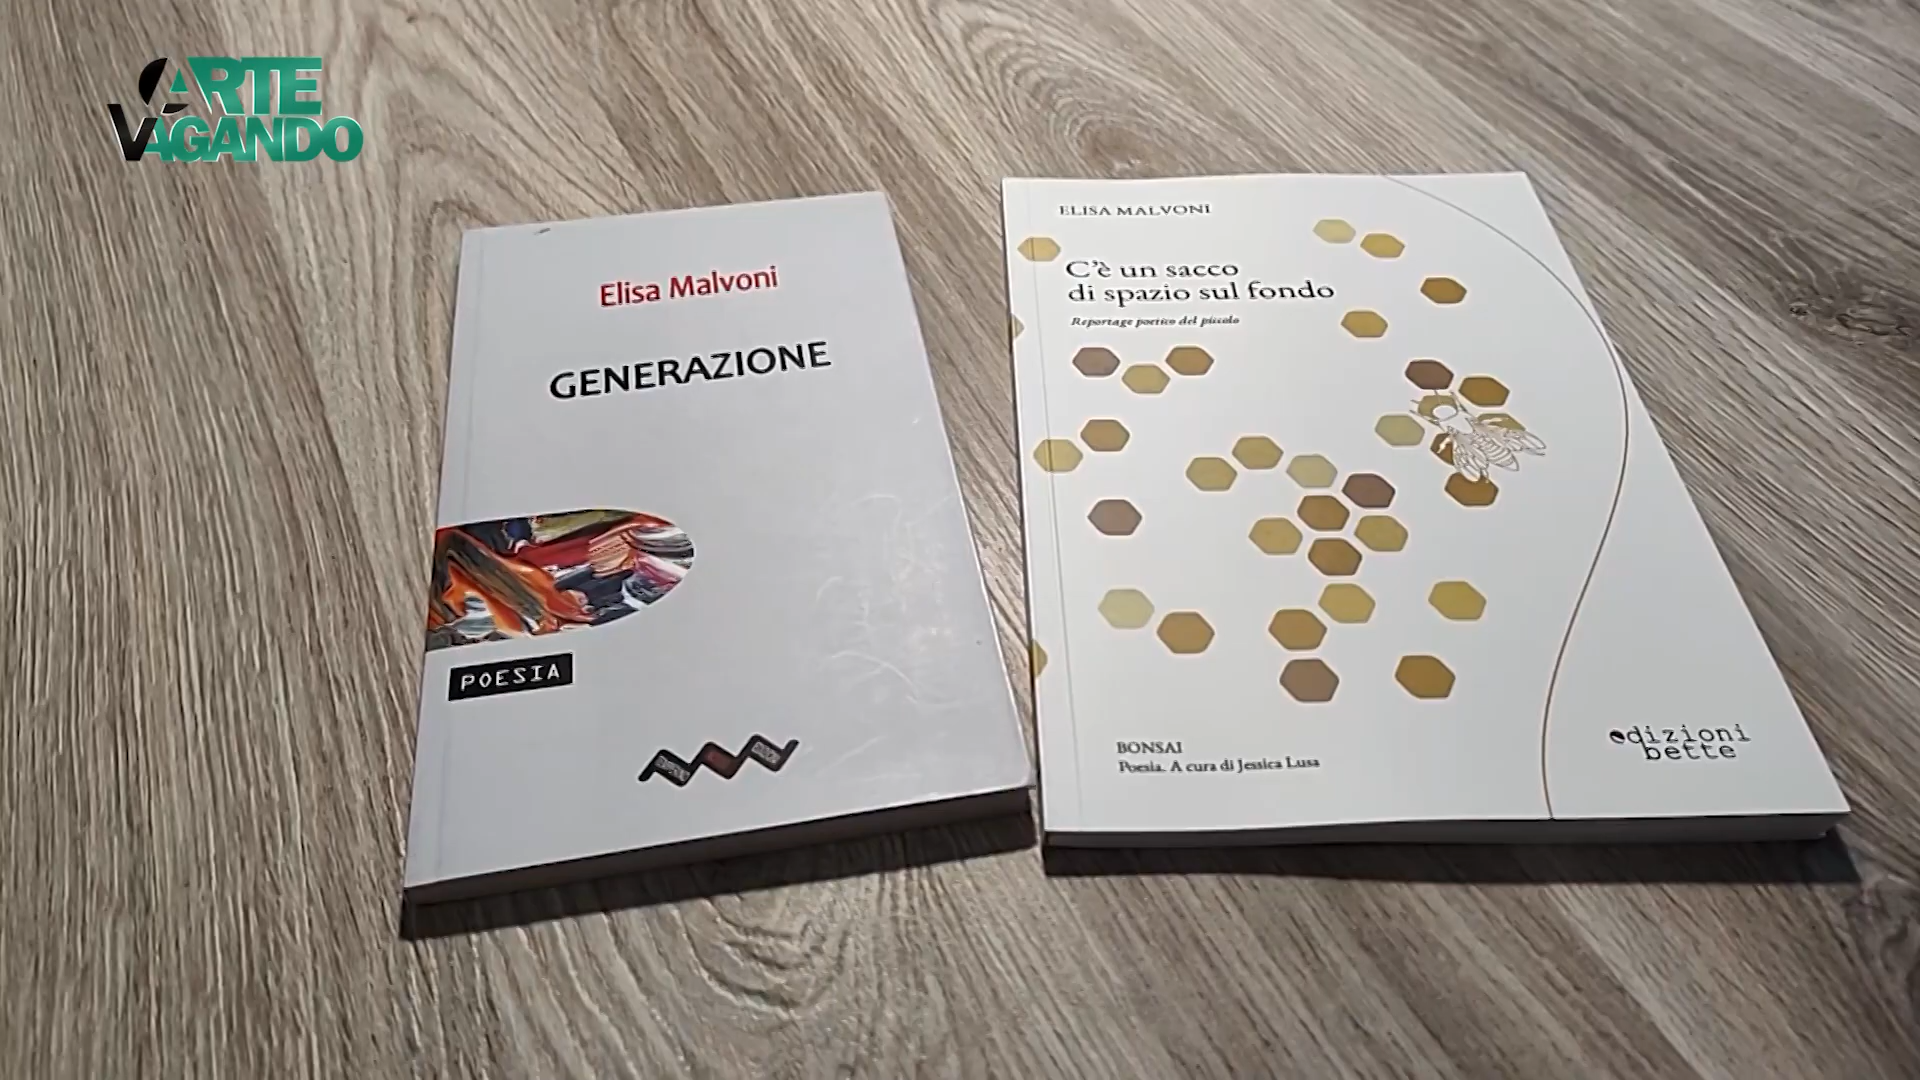 ARTE
VAGANDO
Elisa Malvoni
GENERAZIONE
POESIA
ELISA MALVONI
C'è un sacco
di spazio sul fondo
Reportage poetico del piccolo
BONSAI
Poesia. A cura di Jessica Lusa
edizioni
bette